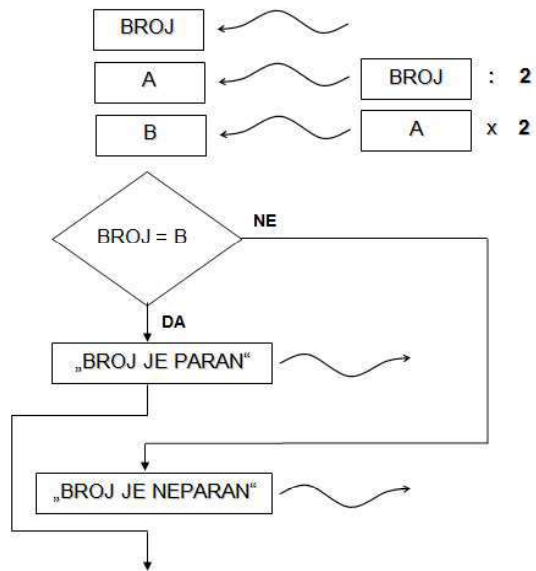 BROJ
A BROJ : 2
B A x 2
BROJ = B NE
DA
„BROJ JE PARAN“
„BROJ JE NEPARAN“